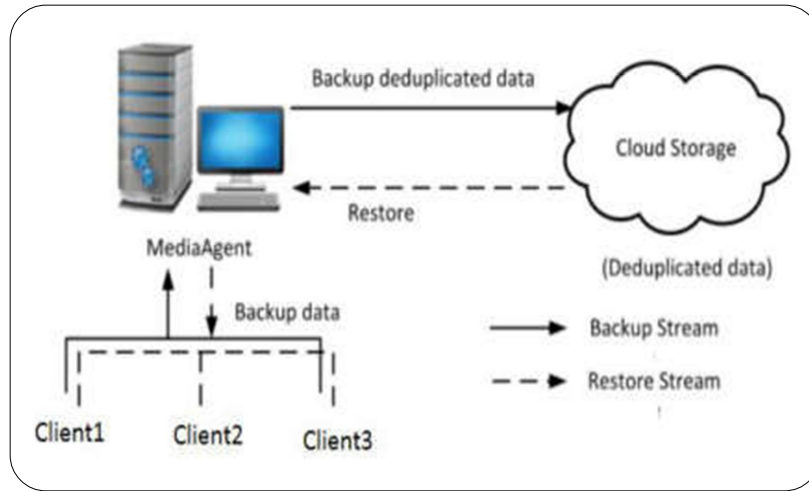 Backup deduplicated data
Cloud Storage
Restore
MediaAgent
(Deduplicated data)
Backup data
Backup Stream
Restore Stream
Client1
Client2
Client3